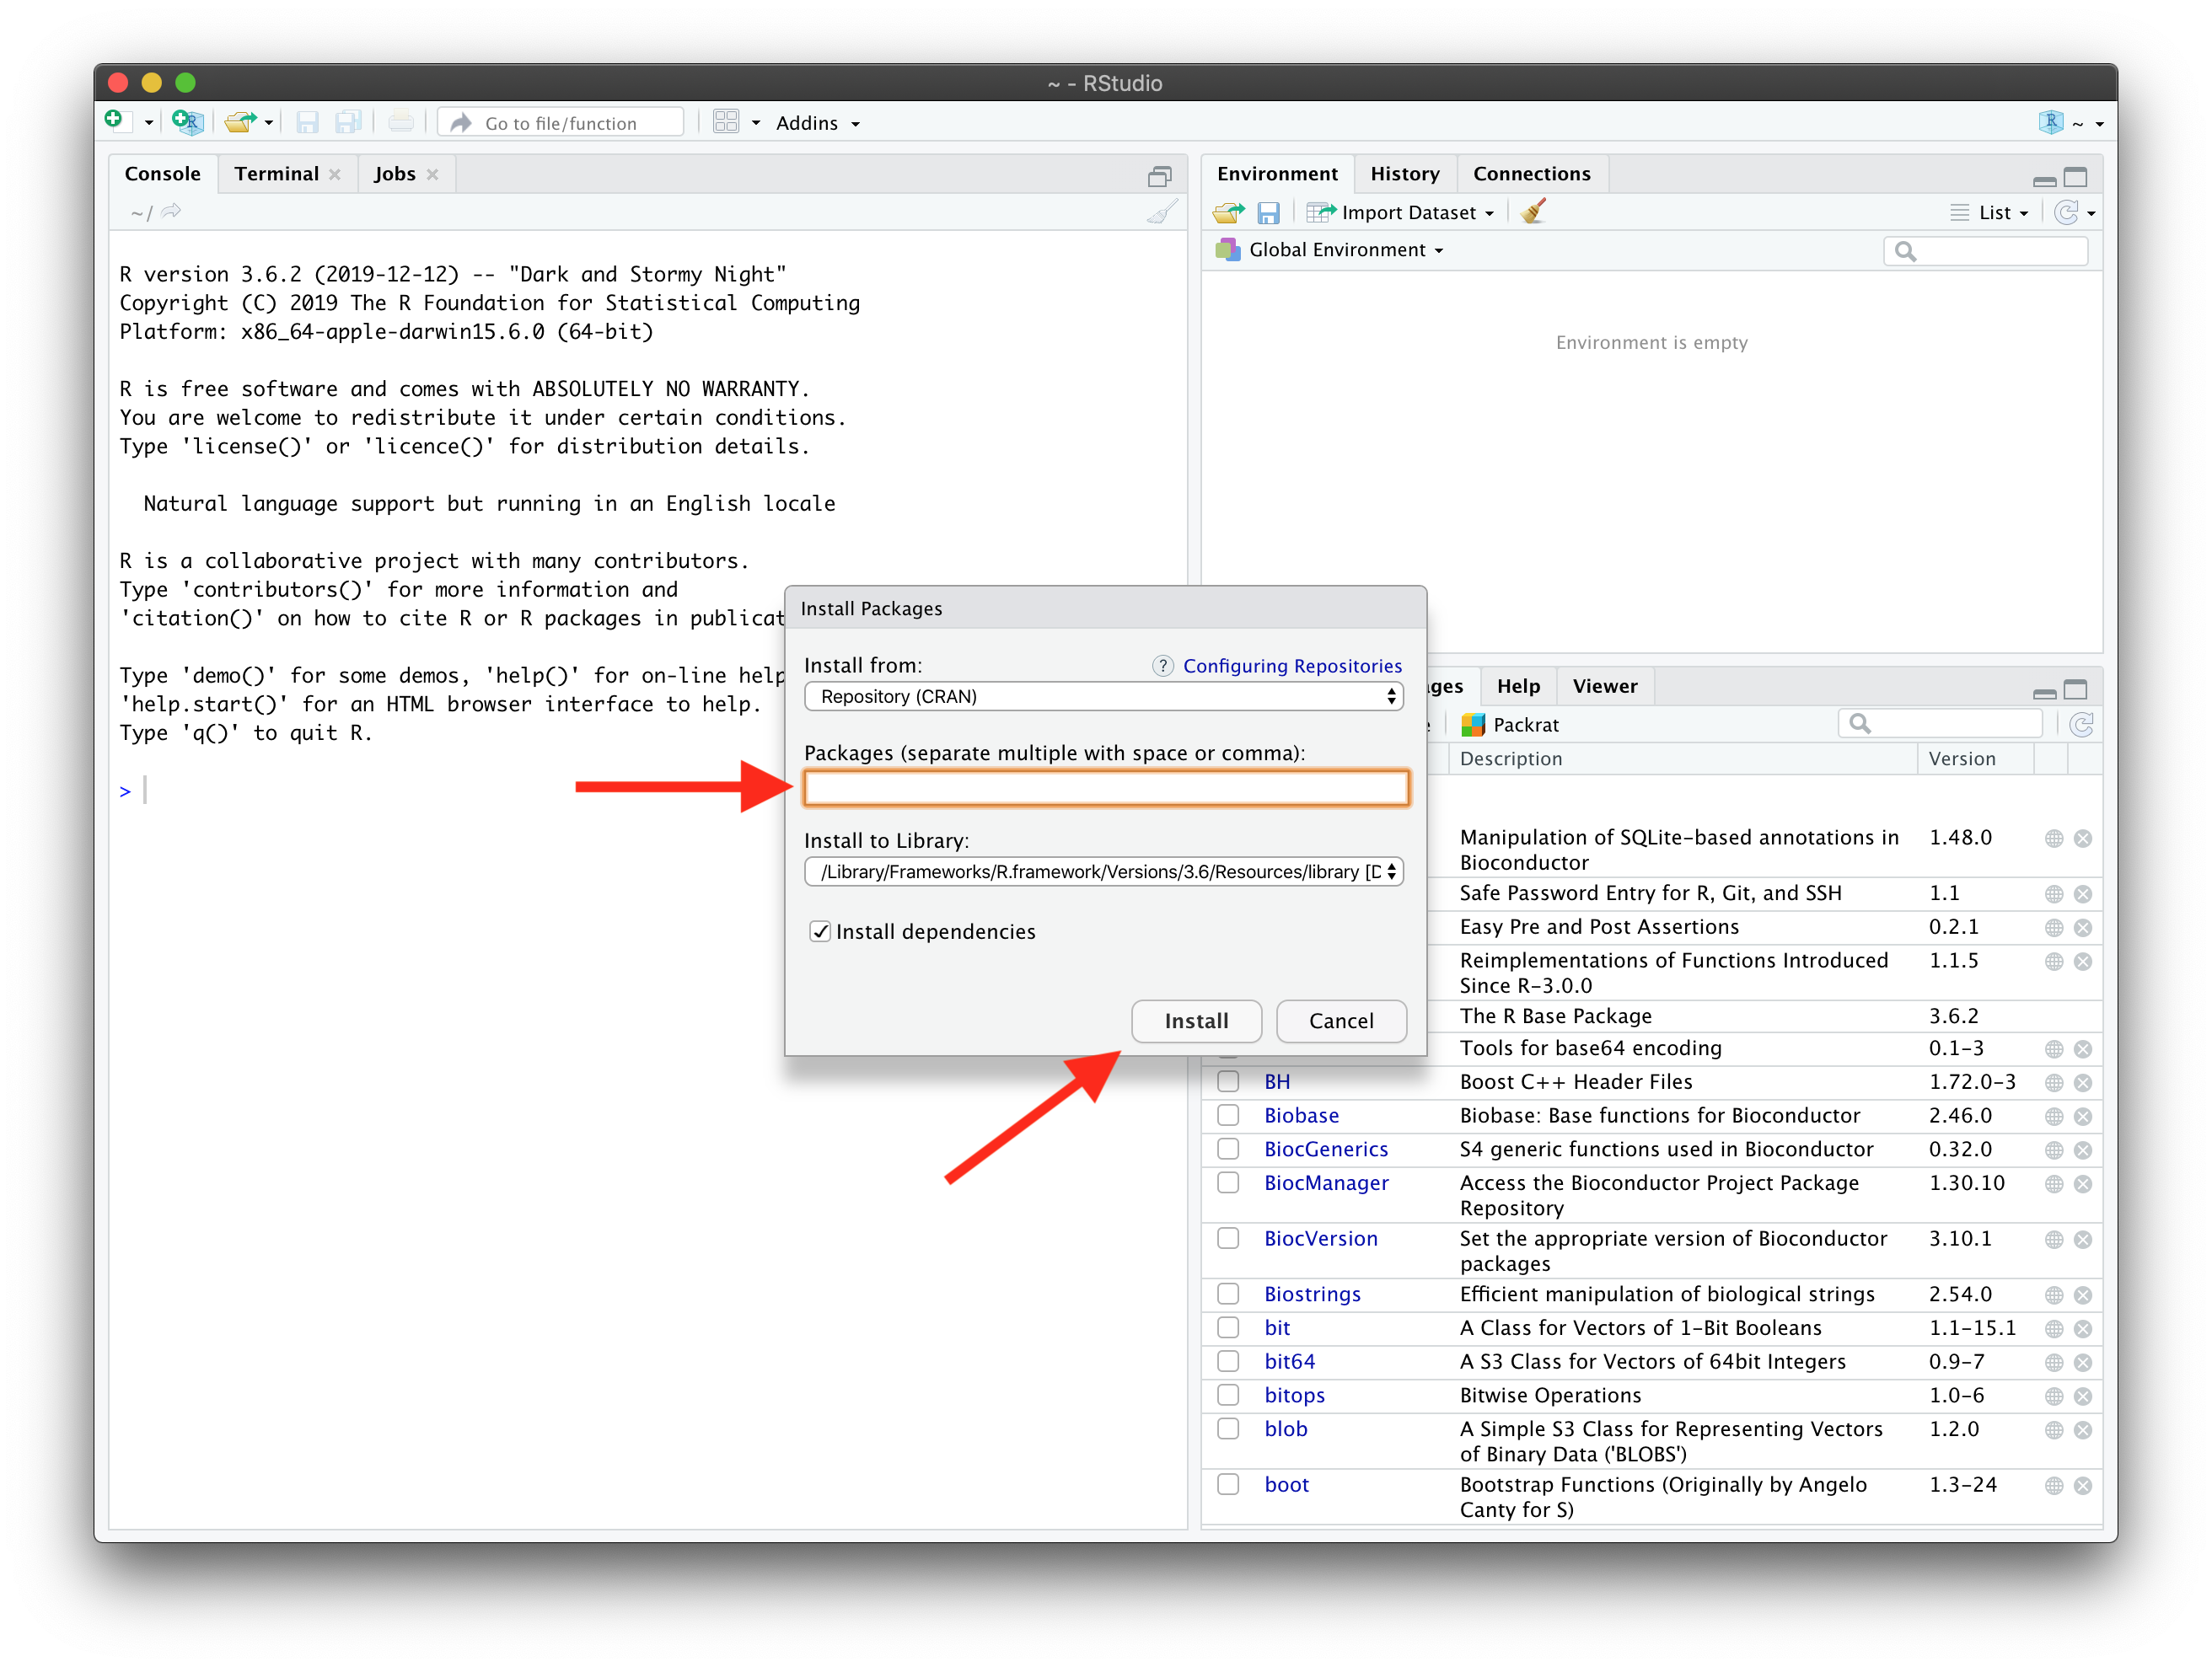 ~ - RStudio
Go to file/function
Addins
~
Console
Terminal
Jobs
~/
R version 3.6.2 (2019-12-12) -- "Dark and Stormy Night"
Copyright (C) 2019 The R Foundation for Statistical Computing
Platform: x86_64-apple-darwin15.6.0 (64-bit)
R is free software and comes with ABSOLUTELY NO WARRANTY.
You are welcome to redistribute it under certain conditions.
Type 'license()' or 'licence()' for distribution details.
Natural language support but running in an English locale
R is a collaborative project with many contributors.
Type 'contributors()' for more information and
'citation()' on how to cite R or R packages in publicat
Type 'demo()' for some demos, 'help()' for on-line help
'help.start()' for an HTML browser interface to help.
Type 'q()' to quit R.
>
Environment
History
Connections
Import Dataset
List
Global Environment
Environment is empty
Install Packages
Install from:
? Configuring Repositories
Repository (CRAN)
Packages (separate multiple with space or comma):
Install to Library:
/Library/Frameworks/R.framework/Versions/3.6/Resources/library [D
Install dependencies
Install
Cancel
ges
Help
Viewer
Packrat
Description Version
Manipulation of SQLite-based annotations in 1.48.0
Bioconductor
Safe Password Entry for R, Git, and SSH 1.1
Easy Pre and Post Assertions 0.2.1
Reimplementations of Functions Introduced 1.1.5
Since R-3.0.0
The R Base Package 3.6.2
Tools for base64 encoding 0.1-3
BH Boost C++ Header Files 1.72.0-3
Biobase Biobase: Base functions for Bioconductor 2.46.0
BiocGenerics S4 generic functions used in Bioconductor 0.32.0
BiocManager Access the Bioconductor Project Package 1.30.10
Repository
BiocVersion Set the appropriate version of Bioconductor 3.10.1
packages
Biostrings Efficient manipulation of biological strings 2.54.0
bit A Class for Vectors of 1-Bit Booleans 1.1-15.1
bit64 A S3 Class for Vectors of 64bit Integers 0.9-7
bitops Bitwise Operations 1.0-6
blob A Simple S3 Class for Representing Vectors 1.2.0
of Binary Data ('BLOBS')
boot Bootstrap Functions (Originally by Angelo 1.3-24
Canty for S)